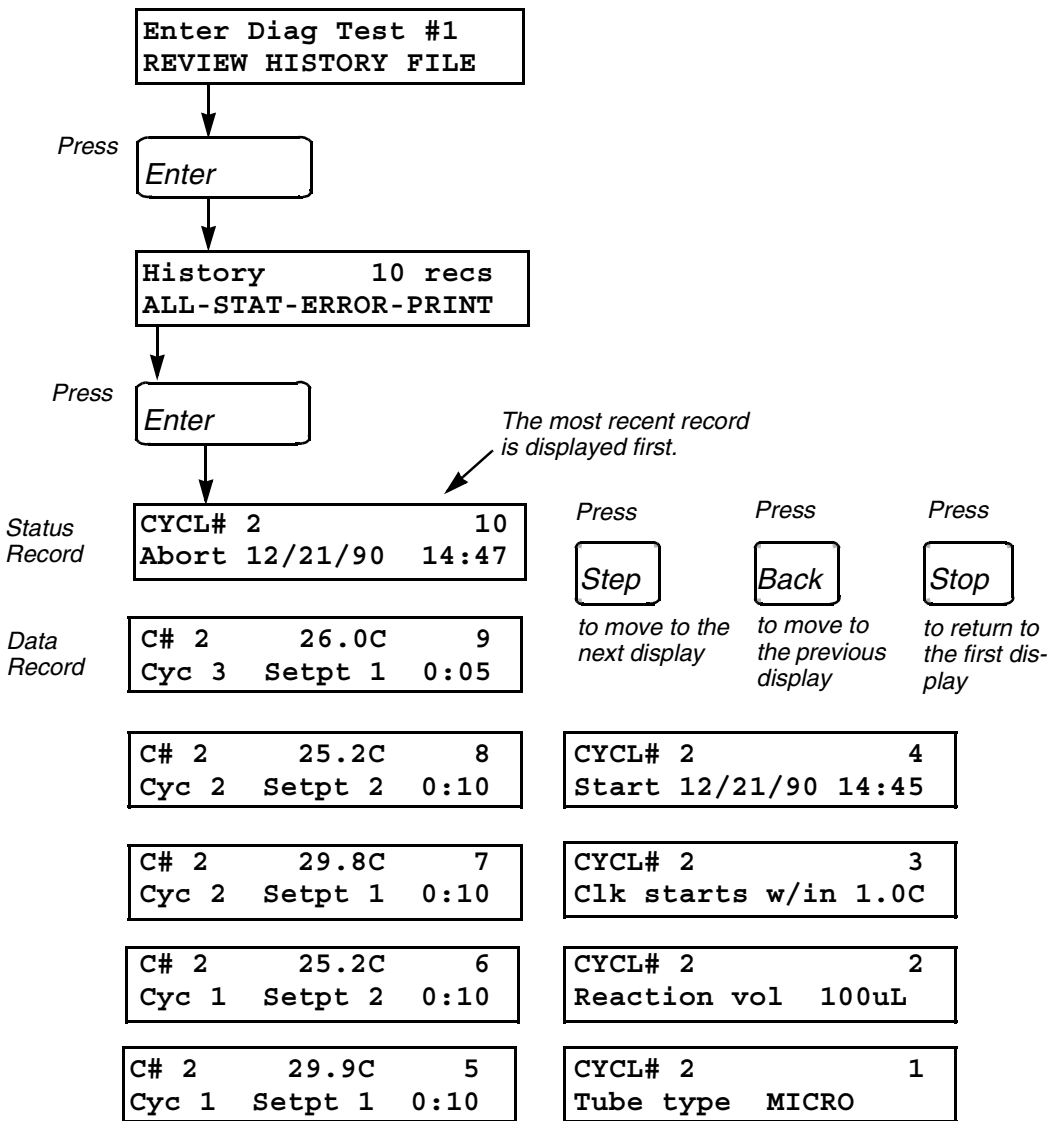 Enter Diag Test #1
REVIEW HISTORY FILE
Press
Enter
History 10 recs
ALL-STAT-ERROR-PRINT
Press
Enter
The most recent record
is displayed first.
Status
Record
CYCL# 2 10
Abort 12/21/90 14:47
Press
Step
to move to the
next display
Press
Back
to move to
the previous
display
Press
Stop
to return to
the first dis-
play
Data
Record
C# 2 26.0C 9
Cyc 3 Setpt 1 0:05
C# 2 25.2C 8
Cyc 2 Setpt 2 0:10
C# 2 29.8C 7
Cyc 2 Setpt 1 0:10
C# 2 25.2C 6
Cyc 1 Setpt 2 0:10
C# 2 29.9C 5
Cyc 1 Setpt 1 0:10
CYCL# 2 4
Start 12/21/90 14:45
CYCL# 2 3
Clk starts w/in 1.0C
CYCL# 2 2
Reaction vol 100uL
CYCL# 2 1
Tube type MICRO